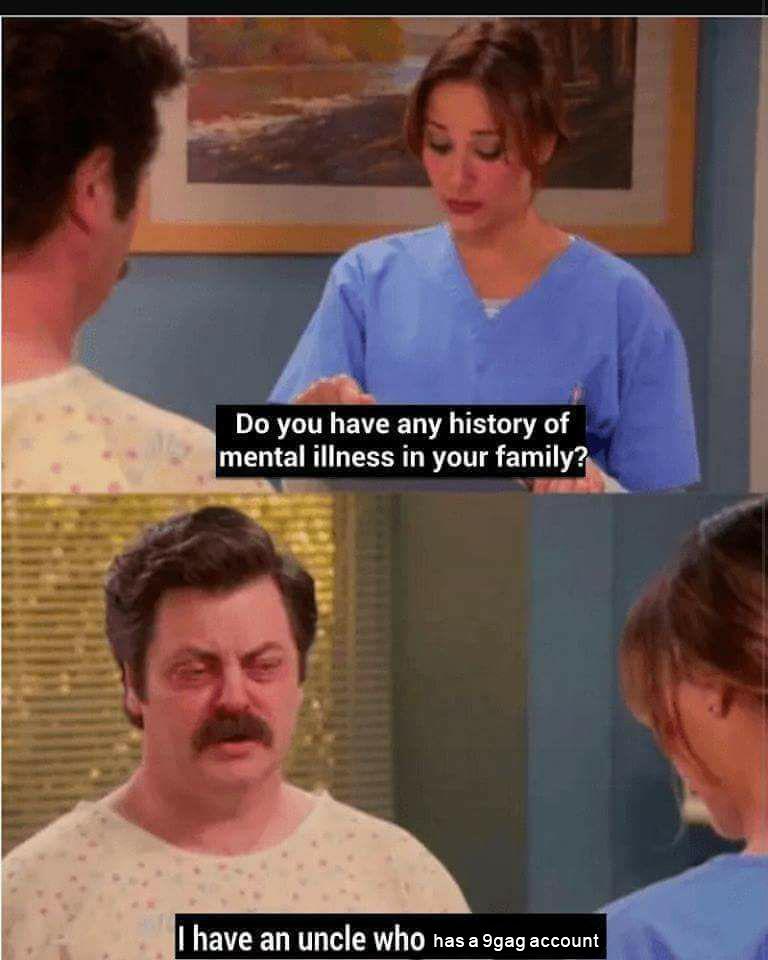 Do you have any history of
mental illness in your family?
I have an uncle who has a 9gag account